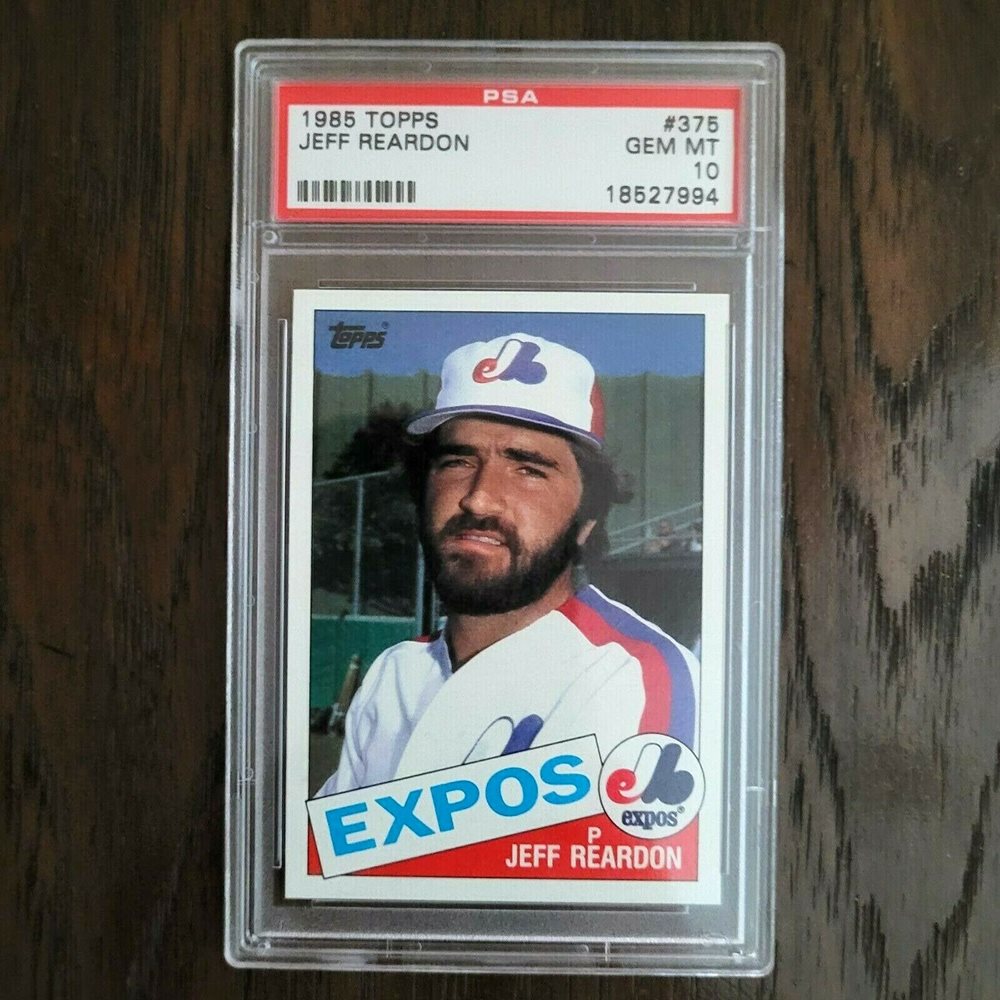 PSA
1985 TOPPS #375
JEFF REARDON GEM MT
10
18527994
Topps®
EXPOS
expos®
P
JEFF REARDON